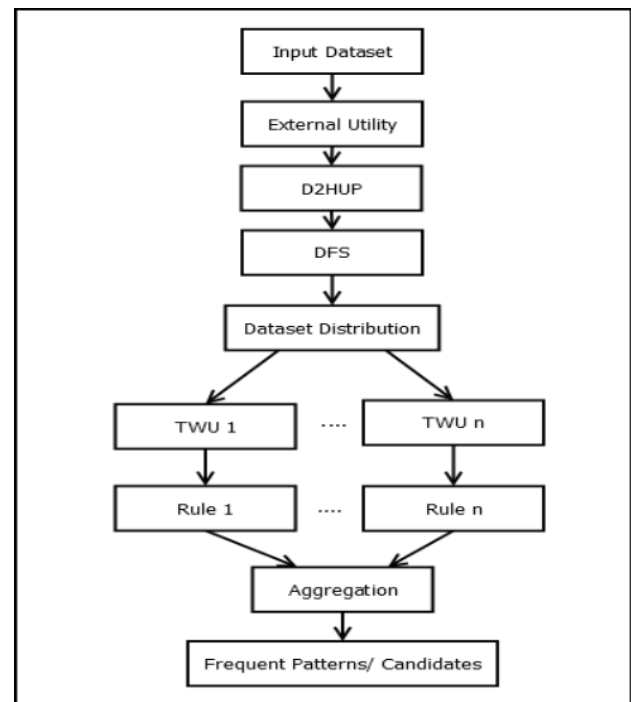 Input Dataset
External Utility
D2HUP
DFS
Dataset Distribution
TWU 1 .... TWU n
Rule 1 .... Rule n
Aggregation
Frequent Patterns/ Candidates